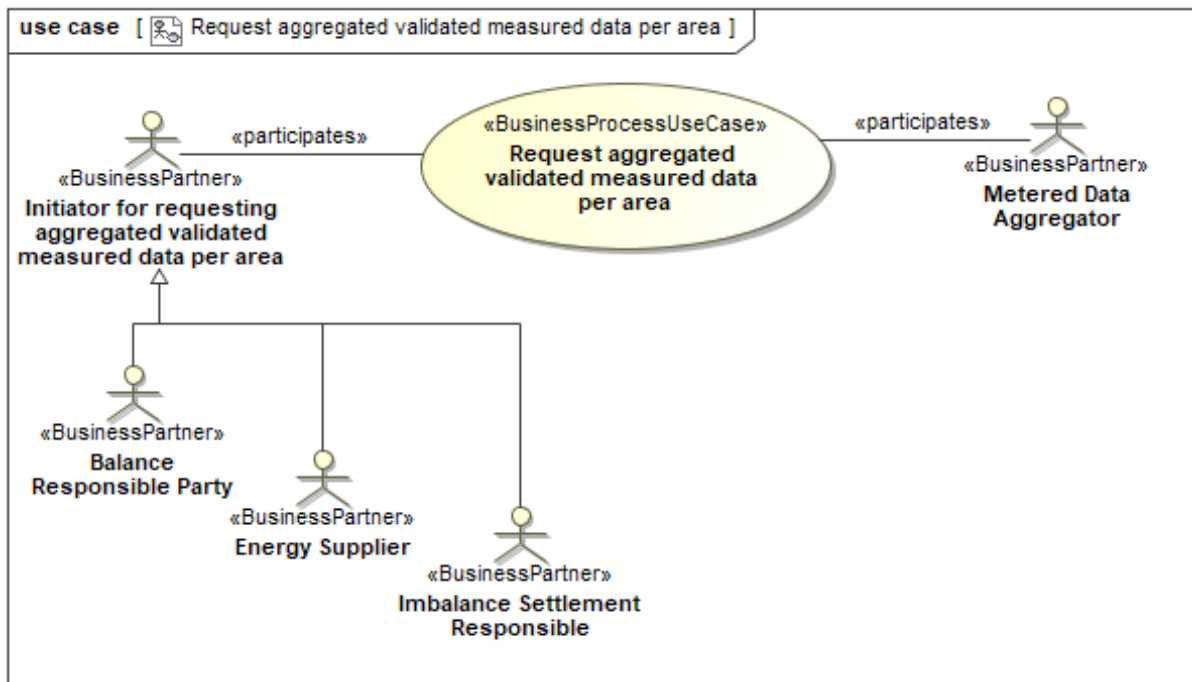 use case [ Request aggregated validated measured data per area ]
«participates»
«BusinessProcessUseCase»
Request aggregated
validated measured data
per area
«participates»
«BusinessPartner»
Initiator for requesting
aggregated validated
measured data per area
«BusinessPartner»
Metered Data
Aggregator
«BusinessPartner»
Balance
Responsible Party
«BusinessPartner»
Energy Supplier
«BusinessPartner»
Imbalance Settlement
Responsible